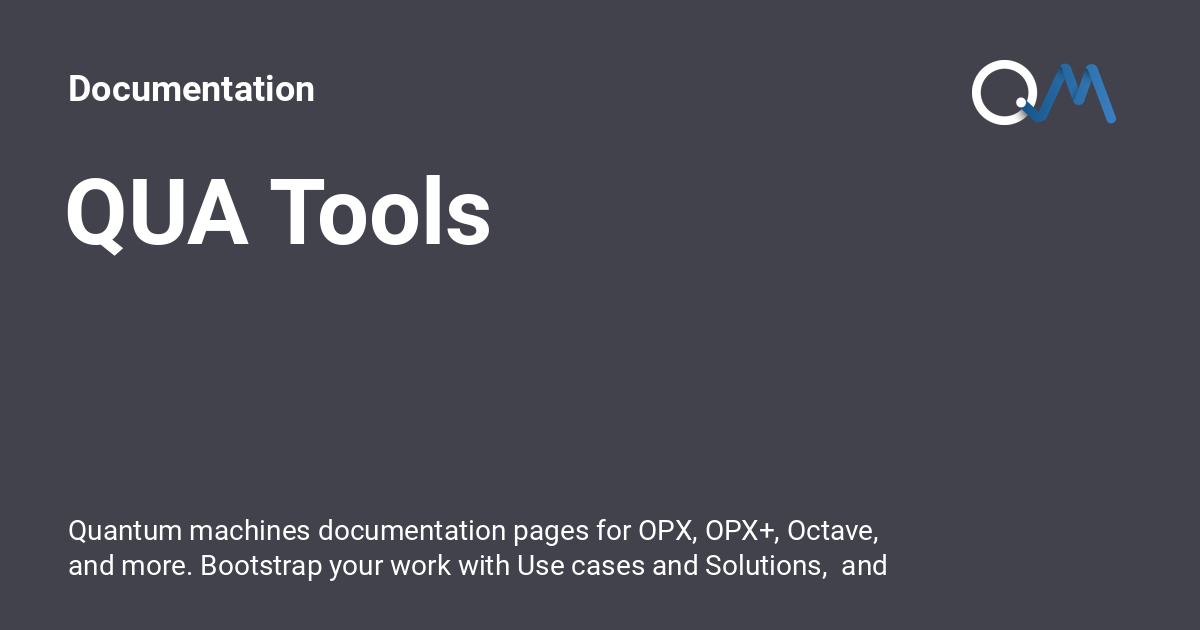 Documentation
QM
QUA Tools
Quantum machines documentation pages for OPX, OPX+, Octave,
and more. Bootstrap your work with Use cases and Solutions,  and